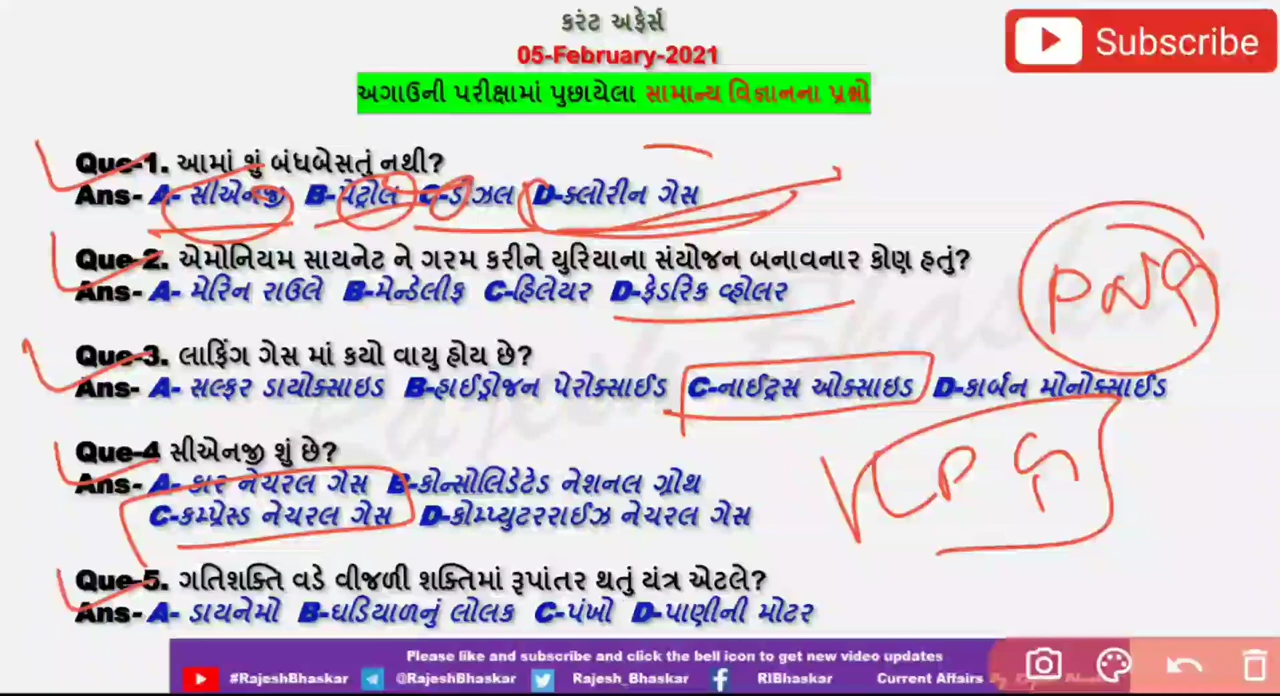 કરંટ અફેર્સ
05-February-2021
Subscribe
અગાઉની પરીક્ષામાં પુછાયેલા સામાન્ય વિજ્ઞાનના પ્રશ્નો
Que-1. આમાં શું બંધબેસતું નથી?
Ans- A- સીએનજી B-પેટ્રોલ C-ડીઝલ D-ક્લોરીન ગેસ
Que-2. એમોનિયમ સાયનેટ ને ગરમ કરીને યુરિયાના સંયોજન બનાવનાર કોણ હતું?
Ans- A- મેરિન રાઉલે B-મેન્ડેલીફ C-હિલેયર D-ફેડરિક વ્હોલર
PNG
Que-3. લાફિંગ ગેસ માં કયો વાયુ હોય છે?
Ans- A- સલ્ફર ડાયોક્સાઇડ B-હાઈડ્રોજન પેરોક્સાઈડ C-નાઈટ્રસ ઓક્સાઇડ D-કાર્બન મોનોક્સાઈડ
Que-4 સીએનજી શું છે?
Ans- A- કાર નેચરલ ગેસ B-કોન્સોલિડેટેડ નેશનલ ગ્રોથ
C-કમ્પ્રેસ્ડ નેચરલ ગેસ D-કોમ્પ્યુટરરાઈઝ નેચરલ ગેસ
LPG
Que-5. ગતિશક્તિ વડે વીજળી શક્તિમાં રૂપાંતર થતું યંત્ર એટલે?
Ans- A- ડાયનેમો B-ઘડિયાળનું લોલક C-પંખો D-પાણીની મોટર
Rajesh Bhaskar
Please like and subscribe and click the bell icon to get new video updates
#RajeshBhaskar @RajeshBhaskar Rajesh_Bhaskar RIBhaskar Current Affairs By